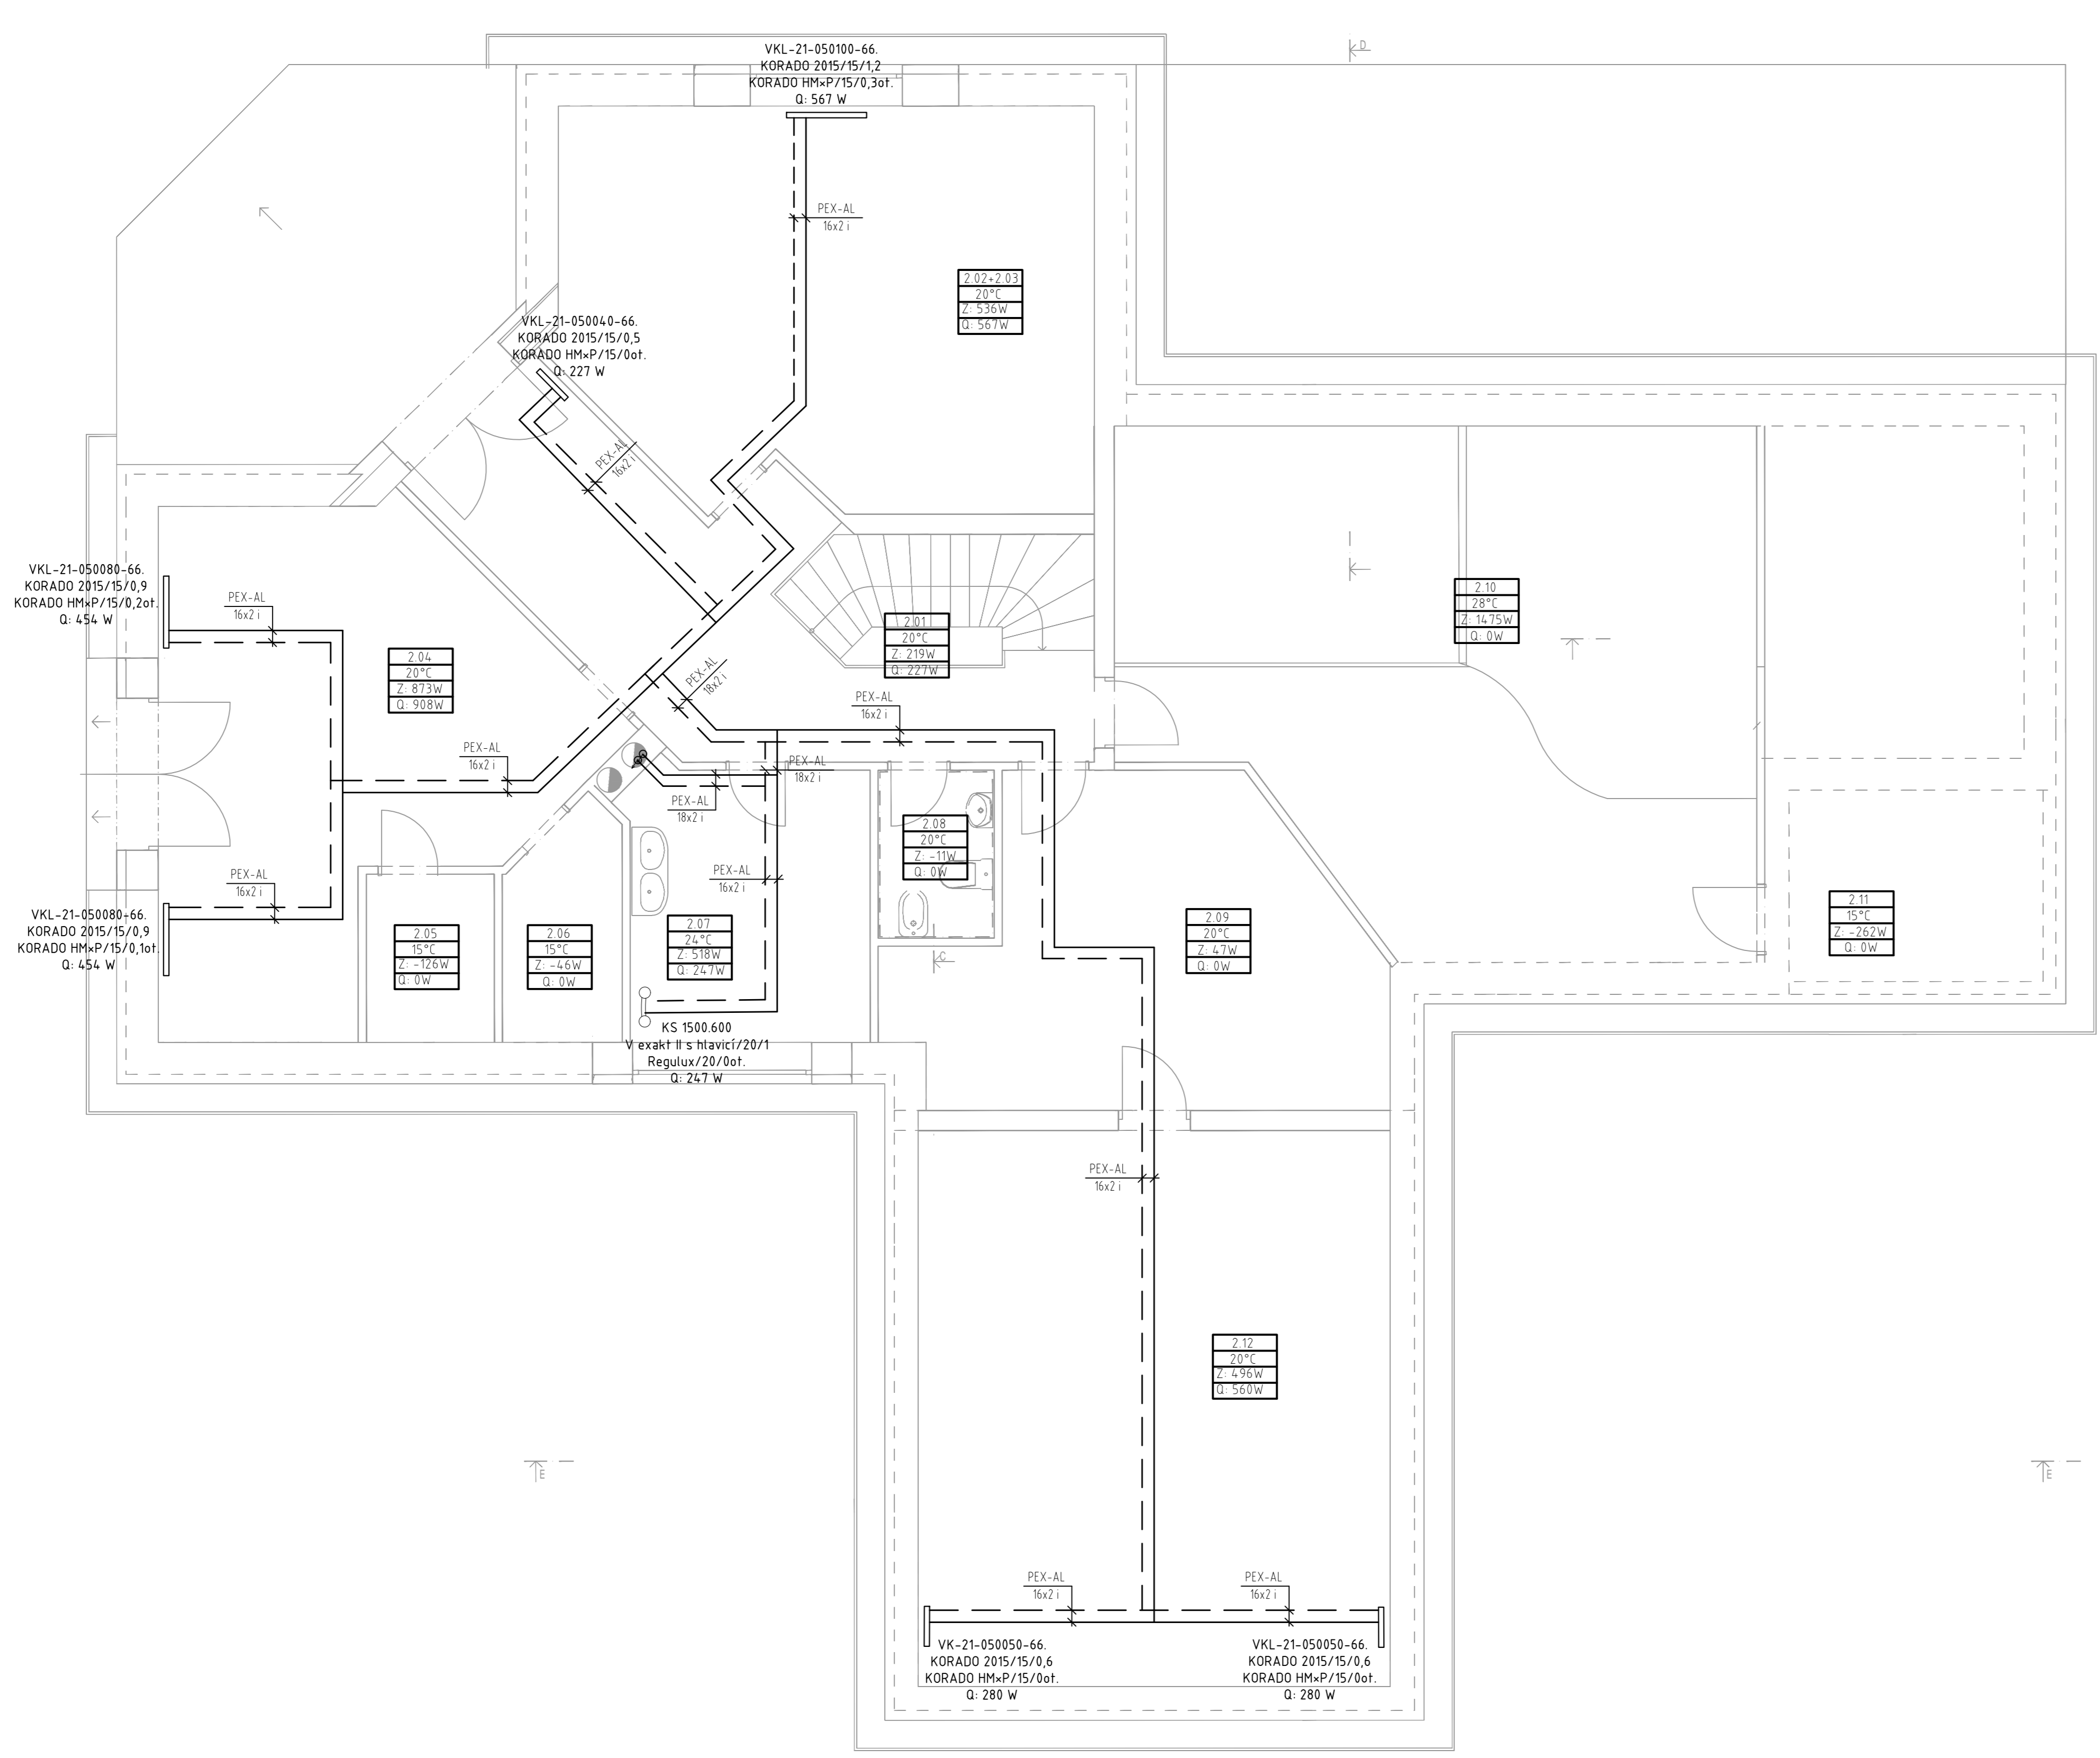 VKL-21-050100-66.
KORADO 2015/15/1,2
KORADO HM×P/15/0,3ot.
Q: 567 W
D
PEX-AL
16x2 i
2.02+2.03
20°C
Z: 536W
Q: 567W
VKL-21-050040-66.
KORADO 2015/15/0,5
KORADO HM×P/15/0ot.
Q: 227 W
PEX-AL
16x2 i
VKL-21-050080-66.
KORADO 2015/15/0,9
KORADO HM×P/15/0,2ot.
Q: 454 W
PEX-AL
16x2 i
2.04
20°C
Z: 873W
Q: 908W
2.01
20°C
Z: 219W
Q: 227W
2.10
28°C
Z: 1475W
Q: 0W
PEX-AL
18x2 i
PEX-AL
16x2 i
PEX-AL
16x2 i
PEX-AL
18x2 i
PEX-AL
18x2 i
2.08
20°C
Z: -11W
Q: 0W
PEX-AL
16x2 i
PEX-AL
16x2 i
VKL-21-050080-66.
KORADO 2015/15/0,9
KORADO HM×P/15/0,1ot.
Q: 454 W
2.05
15°C
Z: -126W
Q: 0W
2.06
15°C
Z: -46W
Q: 0W
2.07
24°C
Z: 518W
Q: 247W
C
2.09
20°C
Z: 47W
Q: 0W
2.11
15°C
Z: -262W
Q: 0W
KS 1500.600
V exakt II s hlavicí/20/1
Regulux/20/0ot.
Q: 247 W
PEX-AL
16x2 i
2.12
20°C
Z: 496W
Q: 560W
E
E
PEX-AL
16x2 i
PEX-AL
16x2 i
VK-21-050050-66.
KORADO 2015/15/0,6
KORADO HM×P/15/0ot.
Q: 280 W
VKL-21-050050-66.
KORADO 2015/15/0,6
KORADO HM×P/15/0ot.
Q: 280 W